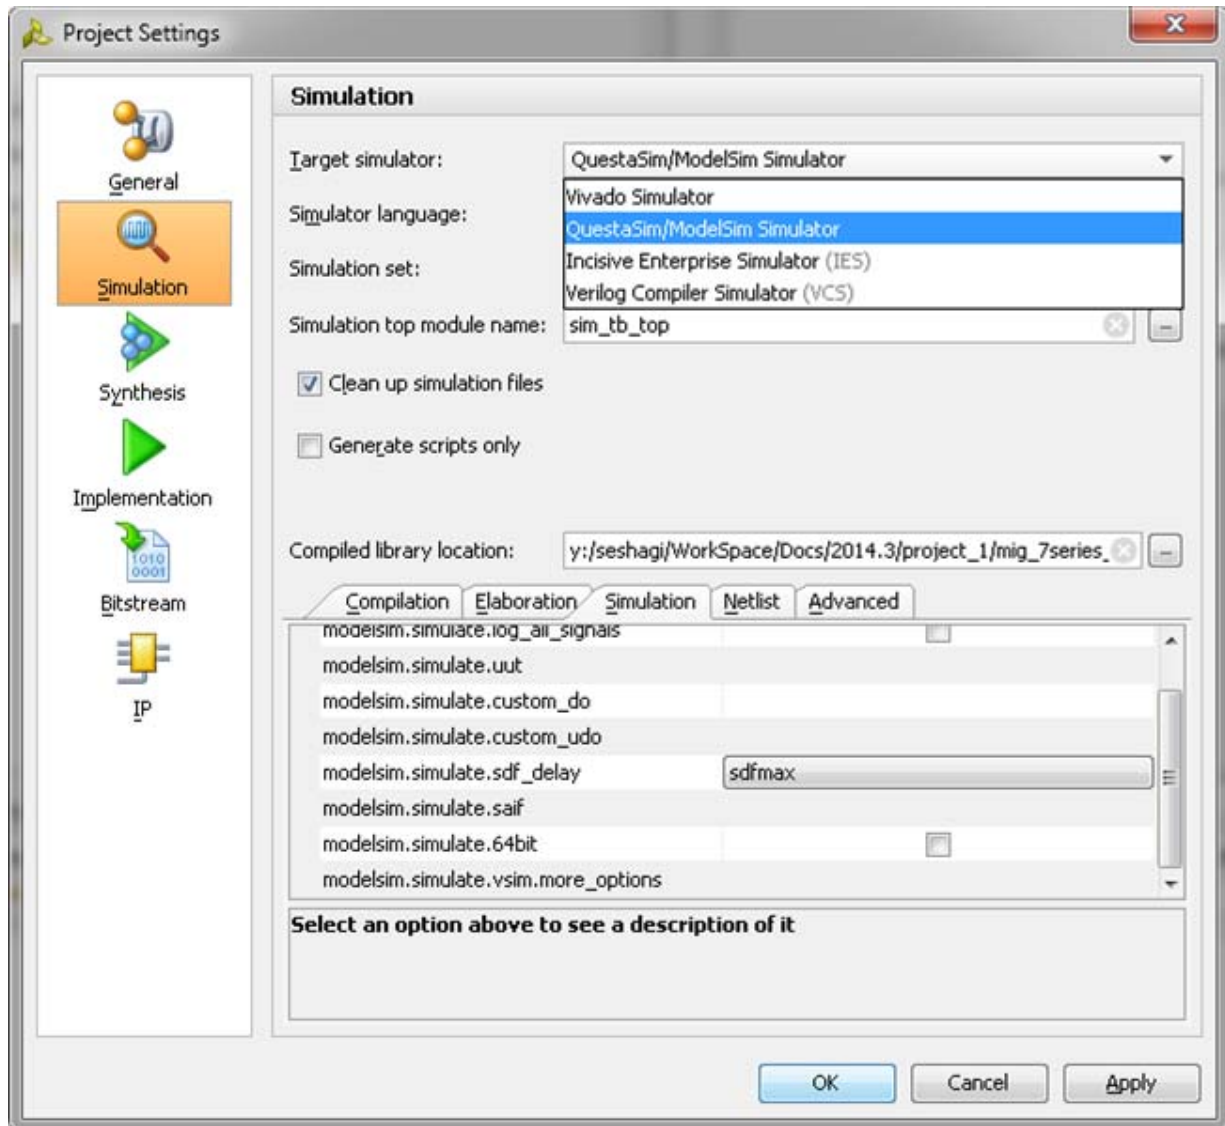 Project Settings
General
Simulation
Synthesis
Implementation
1010
0001
Bitstream
IP
Simulation
Target simulator: QuestaSim/ModelSim Simulator
Vivado Simulator
Simulator language:
QuestaSim/ModelSim Simulator
Simulation set:
Incisive Enterprise Simulator (IES)
Verilog Compiler Simulator (VCS)
Simulation top module name: sim_tb_top
Clean up simulation files
Generate scripts only
Compiled library location: y:/seshagi/WorkSpace/Docs/2014.3/project_1/mig_7series_
Compilation Elaboration Simulation Netlist Advanced
modelsim.simulate.log_all_signals
modelsim.simulate.uut
modelsim.simulate.custom_do
modelsim.simulate.custom_udo
modelsim.simulate.sdf_delay sdfmax
modelsim.simulate.saif
modelsim.simulate.64bit
modelsim.simulate.vsim.more_options
Select an option above to see a description of it
OK Cancel Apply